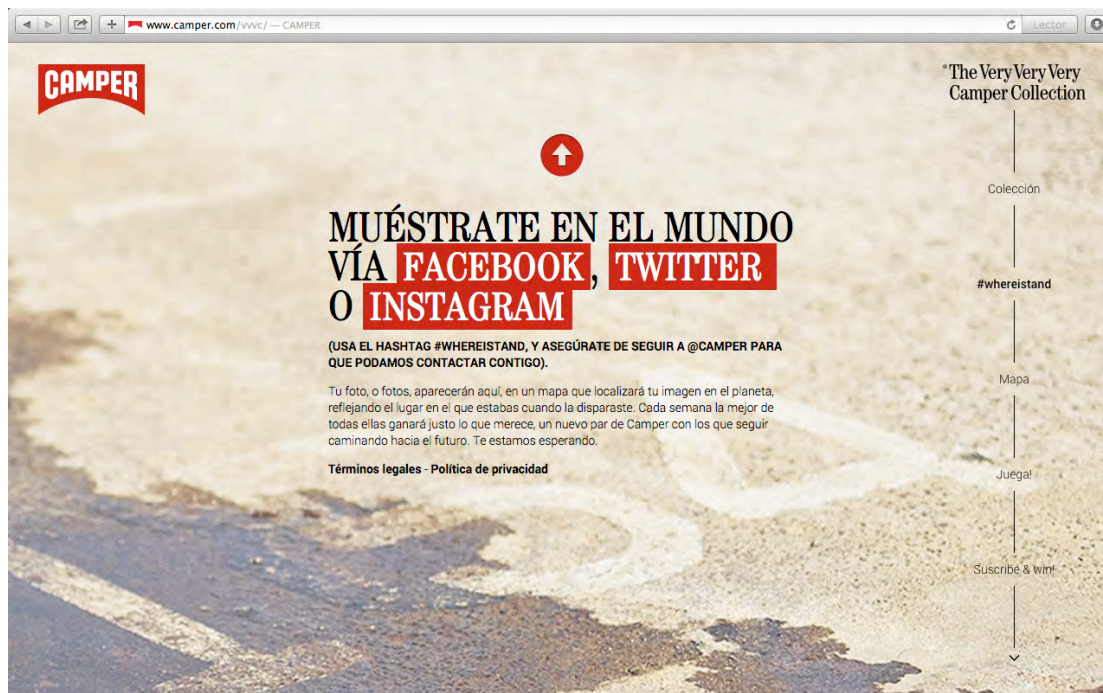 www.camper.com/vvvc/ — CAMPER
Lector
CAMPER
*The Very Very Very
Camper Collection
Colección
#whereistand
Mapa
Juega!
Suscribe & win!
MUÉSTRATE EN EL MUNDO
VÍA FACEBOOK, TWITTER
O INSTAGRAM
(USA EL HASHTAG #WHEREISTAND, Y ASEGÚRATE DE SEGUIR A @CAMPER PARA
QUE PODAMOS CONTACTAR CONTIGO).
Tu foto, o fotos, aparecerán aquí, en un mapa que localizará tu imagen en el planeta,
reflejando el lugar en el que estabas cuando la disparaste. Cada semana la mejor de
todas ellas ganará justo lo que merece, un nuevo par de Camper con los que seguir
caminando hacia el futuro. Te estamos esperando.
Términos legales - Política de privacidad